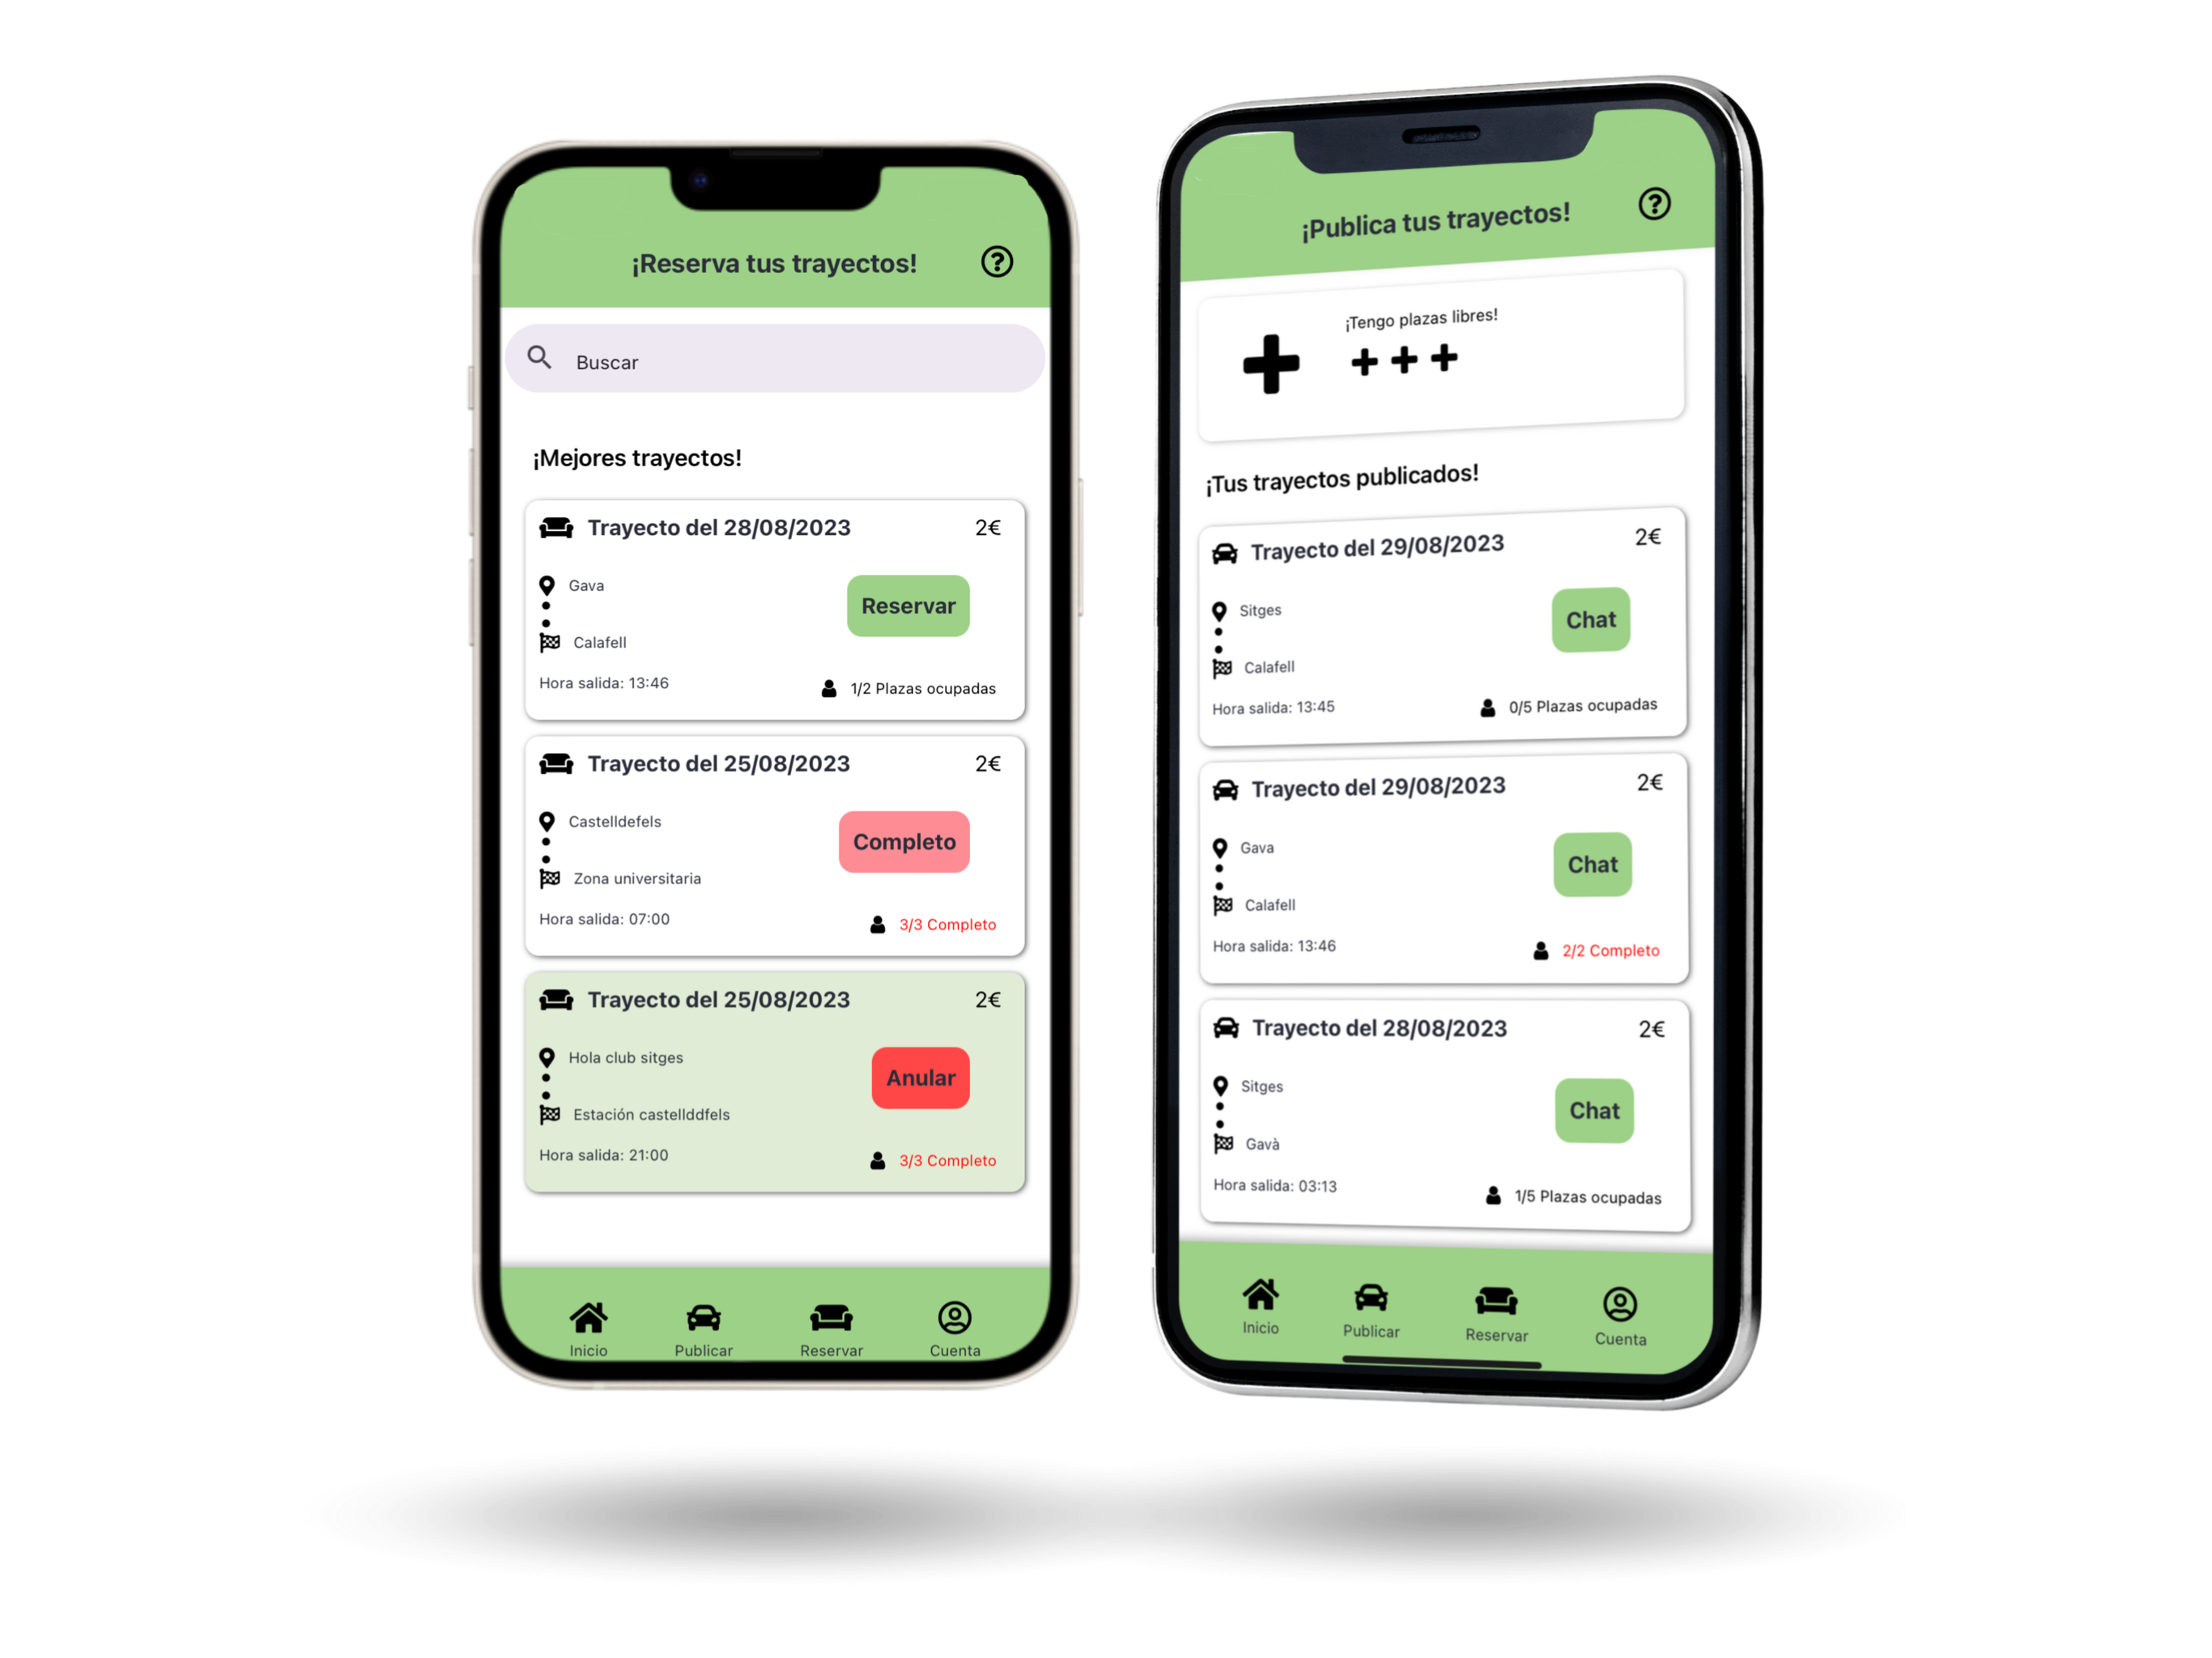 ¡Reserva tus trayectos!
Buscar
¡Mejores trayectos!
Trayecto del 28/08/2023 2€
Gava
Reservar
Calafell
Hora salida: 13:46
1/2 Plazas ocupadas
Trayecto del 25/08/2023 2€
Castelldefels
Completo
Zona universitaria
Hora salida: 07:00
3/3 Completo
Trayecto del 25/08/2023 2€
Hola club sitges
Anular
Estación castellddfels
Hora salida: 21:00
3/3 Completo
Inicio Publicar Reservar Cuenta
¡Publica tus trayectos!
¡Tengo plazas libres!
¡Tus trayectos publicados!
Trayecto del 29/08/2023 2€
Sitges
Chat
Calafell
Hora salida: 13:45
0/5 Plazas ocupadas
Trayecto del 29/08/2023 2€
Gava
Chat
Calafell
Hora salida: 13:46
2/2 Completo
Trayecto del 28/08/2023 2€
Sitges
Chat
Gavà
Hora salida: 03:13
1/5 Plazas ocupadas
Inicio Publicar Reservar Cuenta